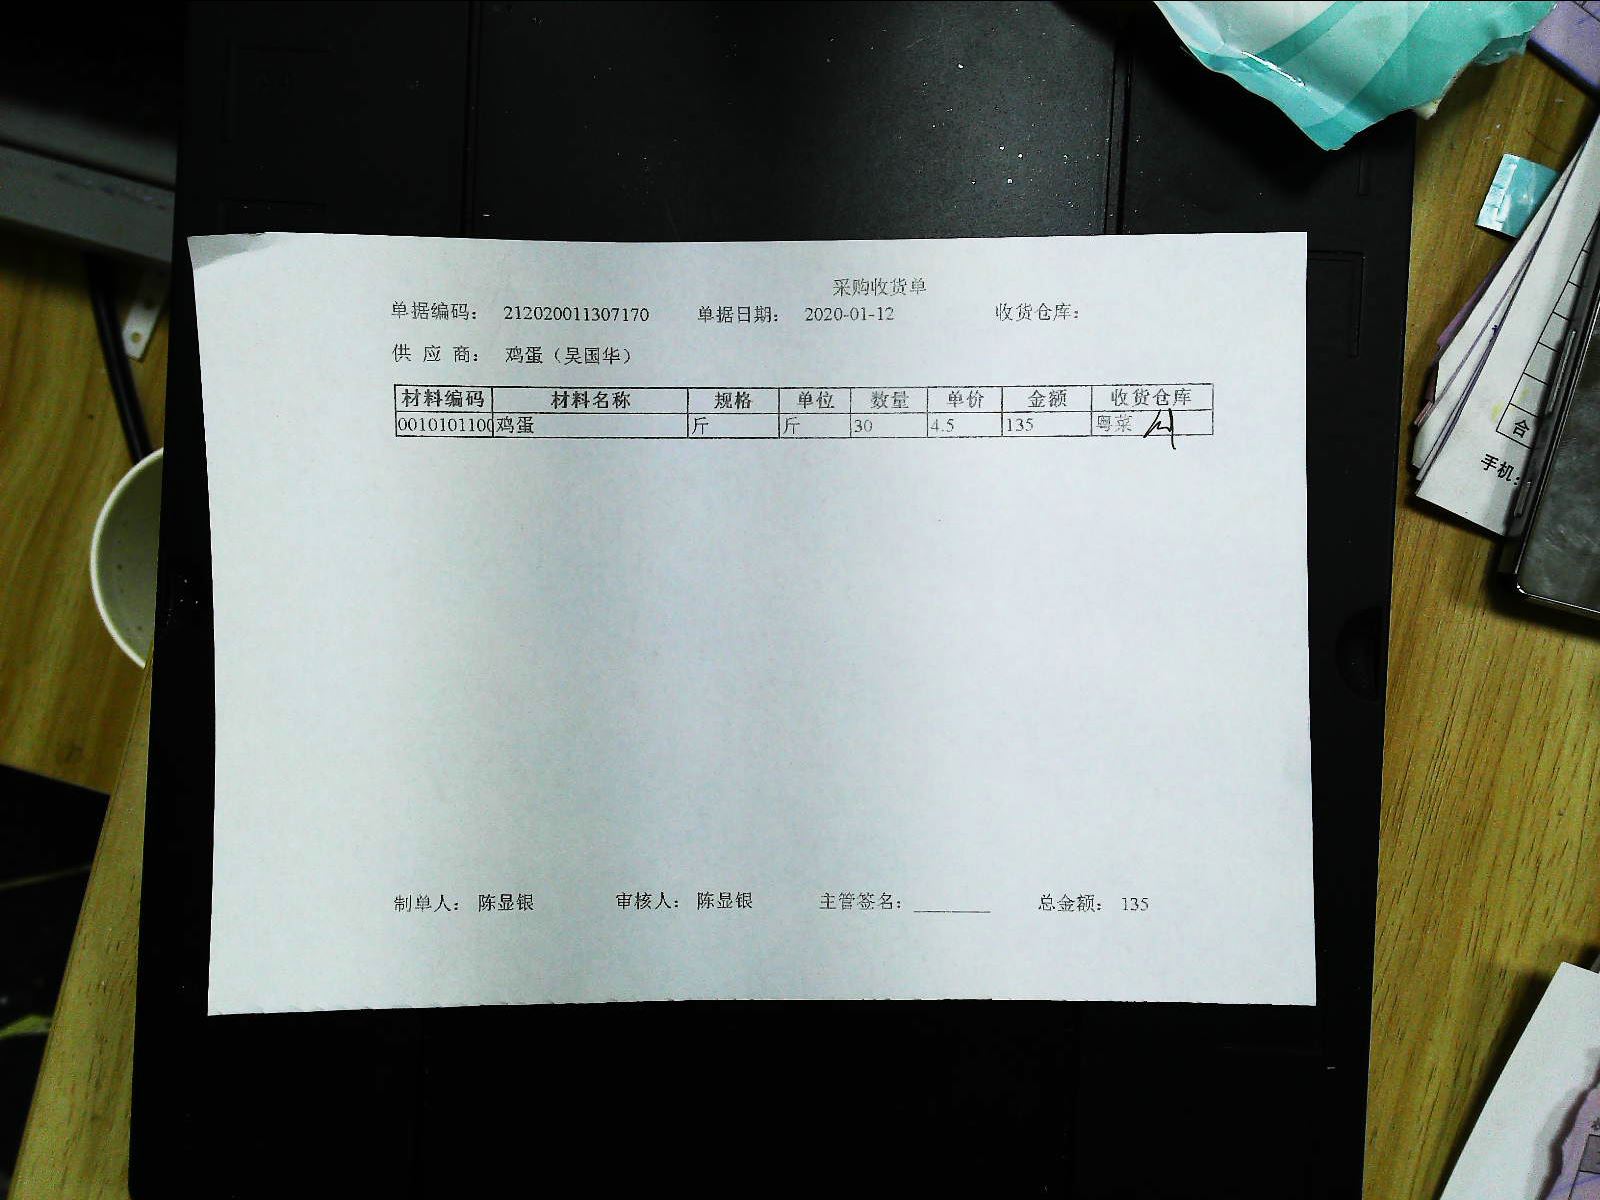 采购收货单
单据编码： 212020011307170 单据日期： 2020-01-12 收货仓库：
供 应 商： 鸡蛋（吴国华）
材料编码 材料名称 规格 单位 数量 单价 金额 收货仓库
0010101100 鸡蛋 斤 斤 30 4.5 135 粤菜
制单人： 陈显银 审核人： 陈显银 主管签名：________ 总金额： 135
合
手机：